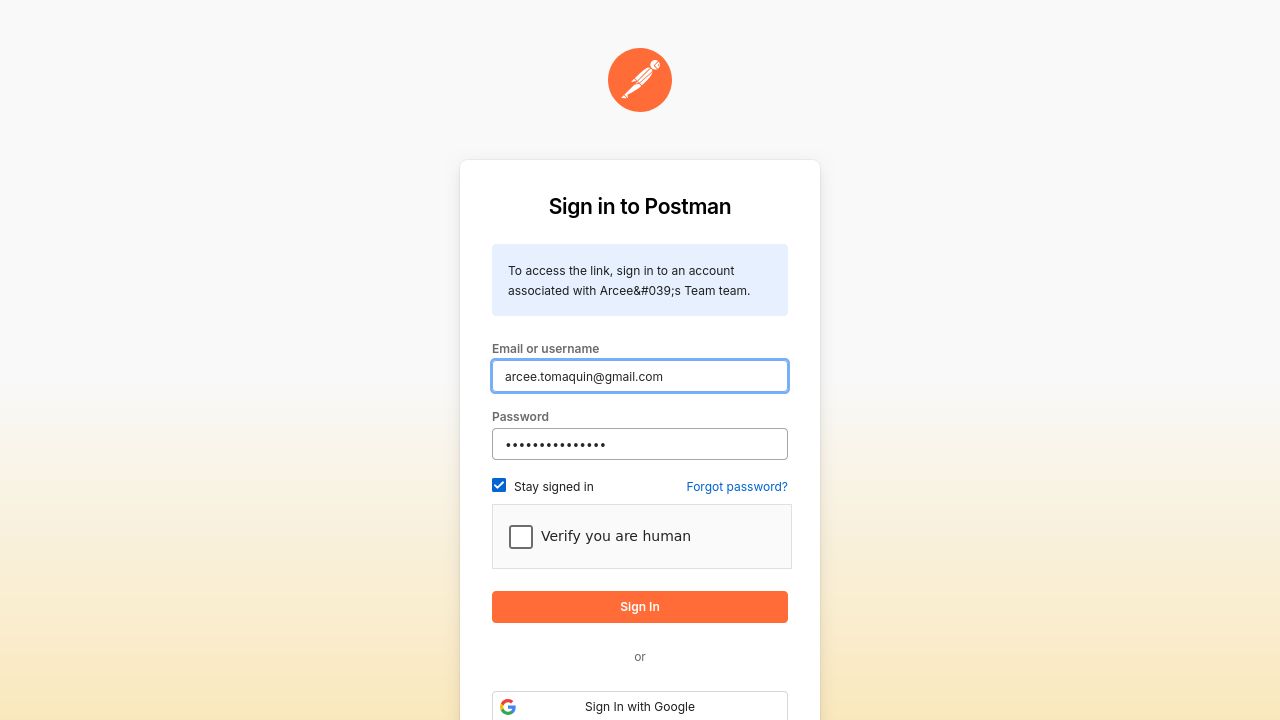 Sign in to Postman
To access the link, sign in to an account
associated with Arcee&#039;s Team team.
Email or username
arcee.tomaquin@gmail.com
Password
•••••••••••••••
Stay signed in
Forgot password?
Verify you are human
Sign In
or
Sign In with Google